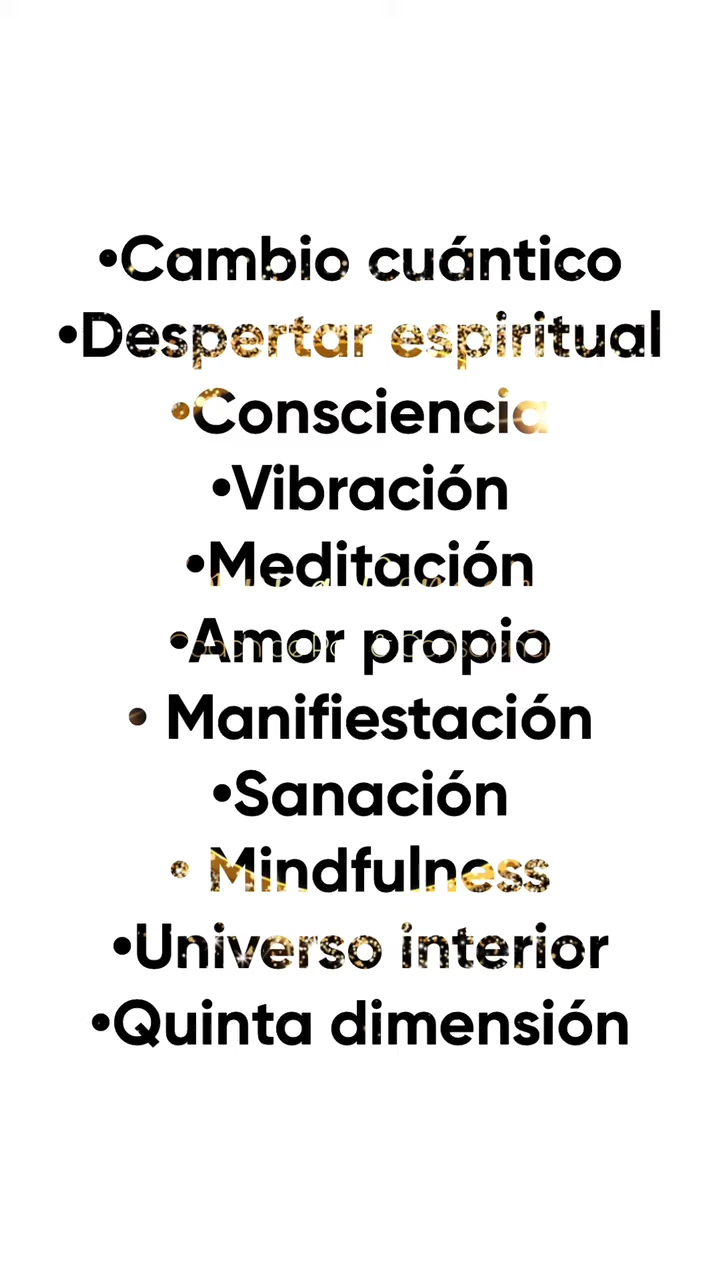 •Cambio cuántico
•Despertar espiritual
•Consciencia
•Vibración
•Meditación
•Amor propio
• Manifiestación
•Sanación
• Mindfulness
•Universo interior
•Quinta dimensión